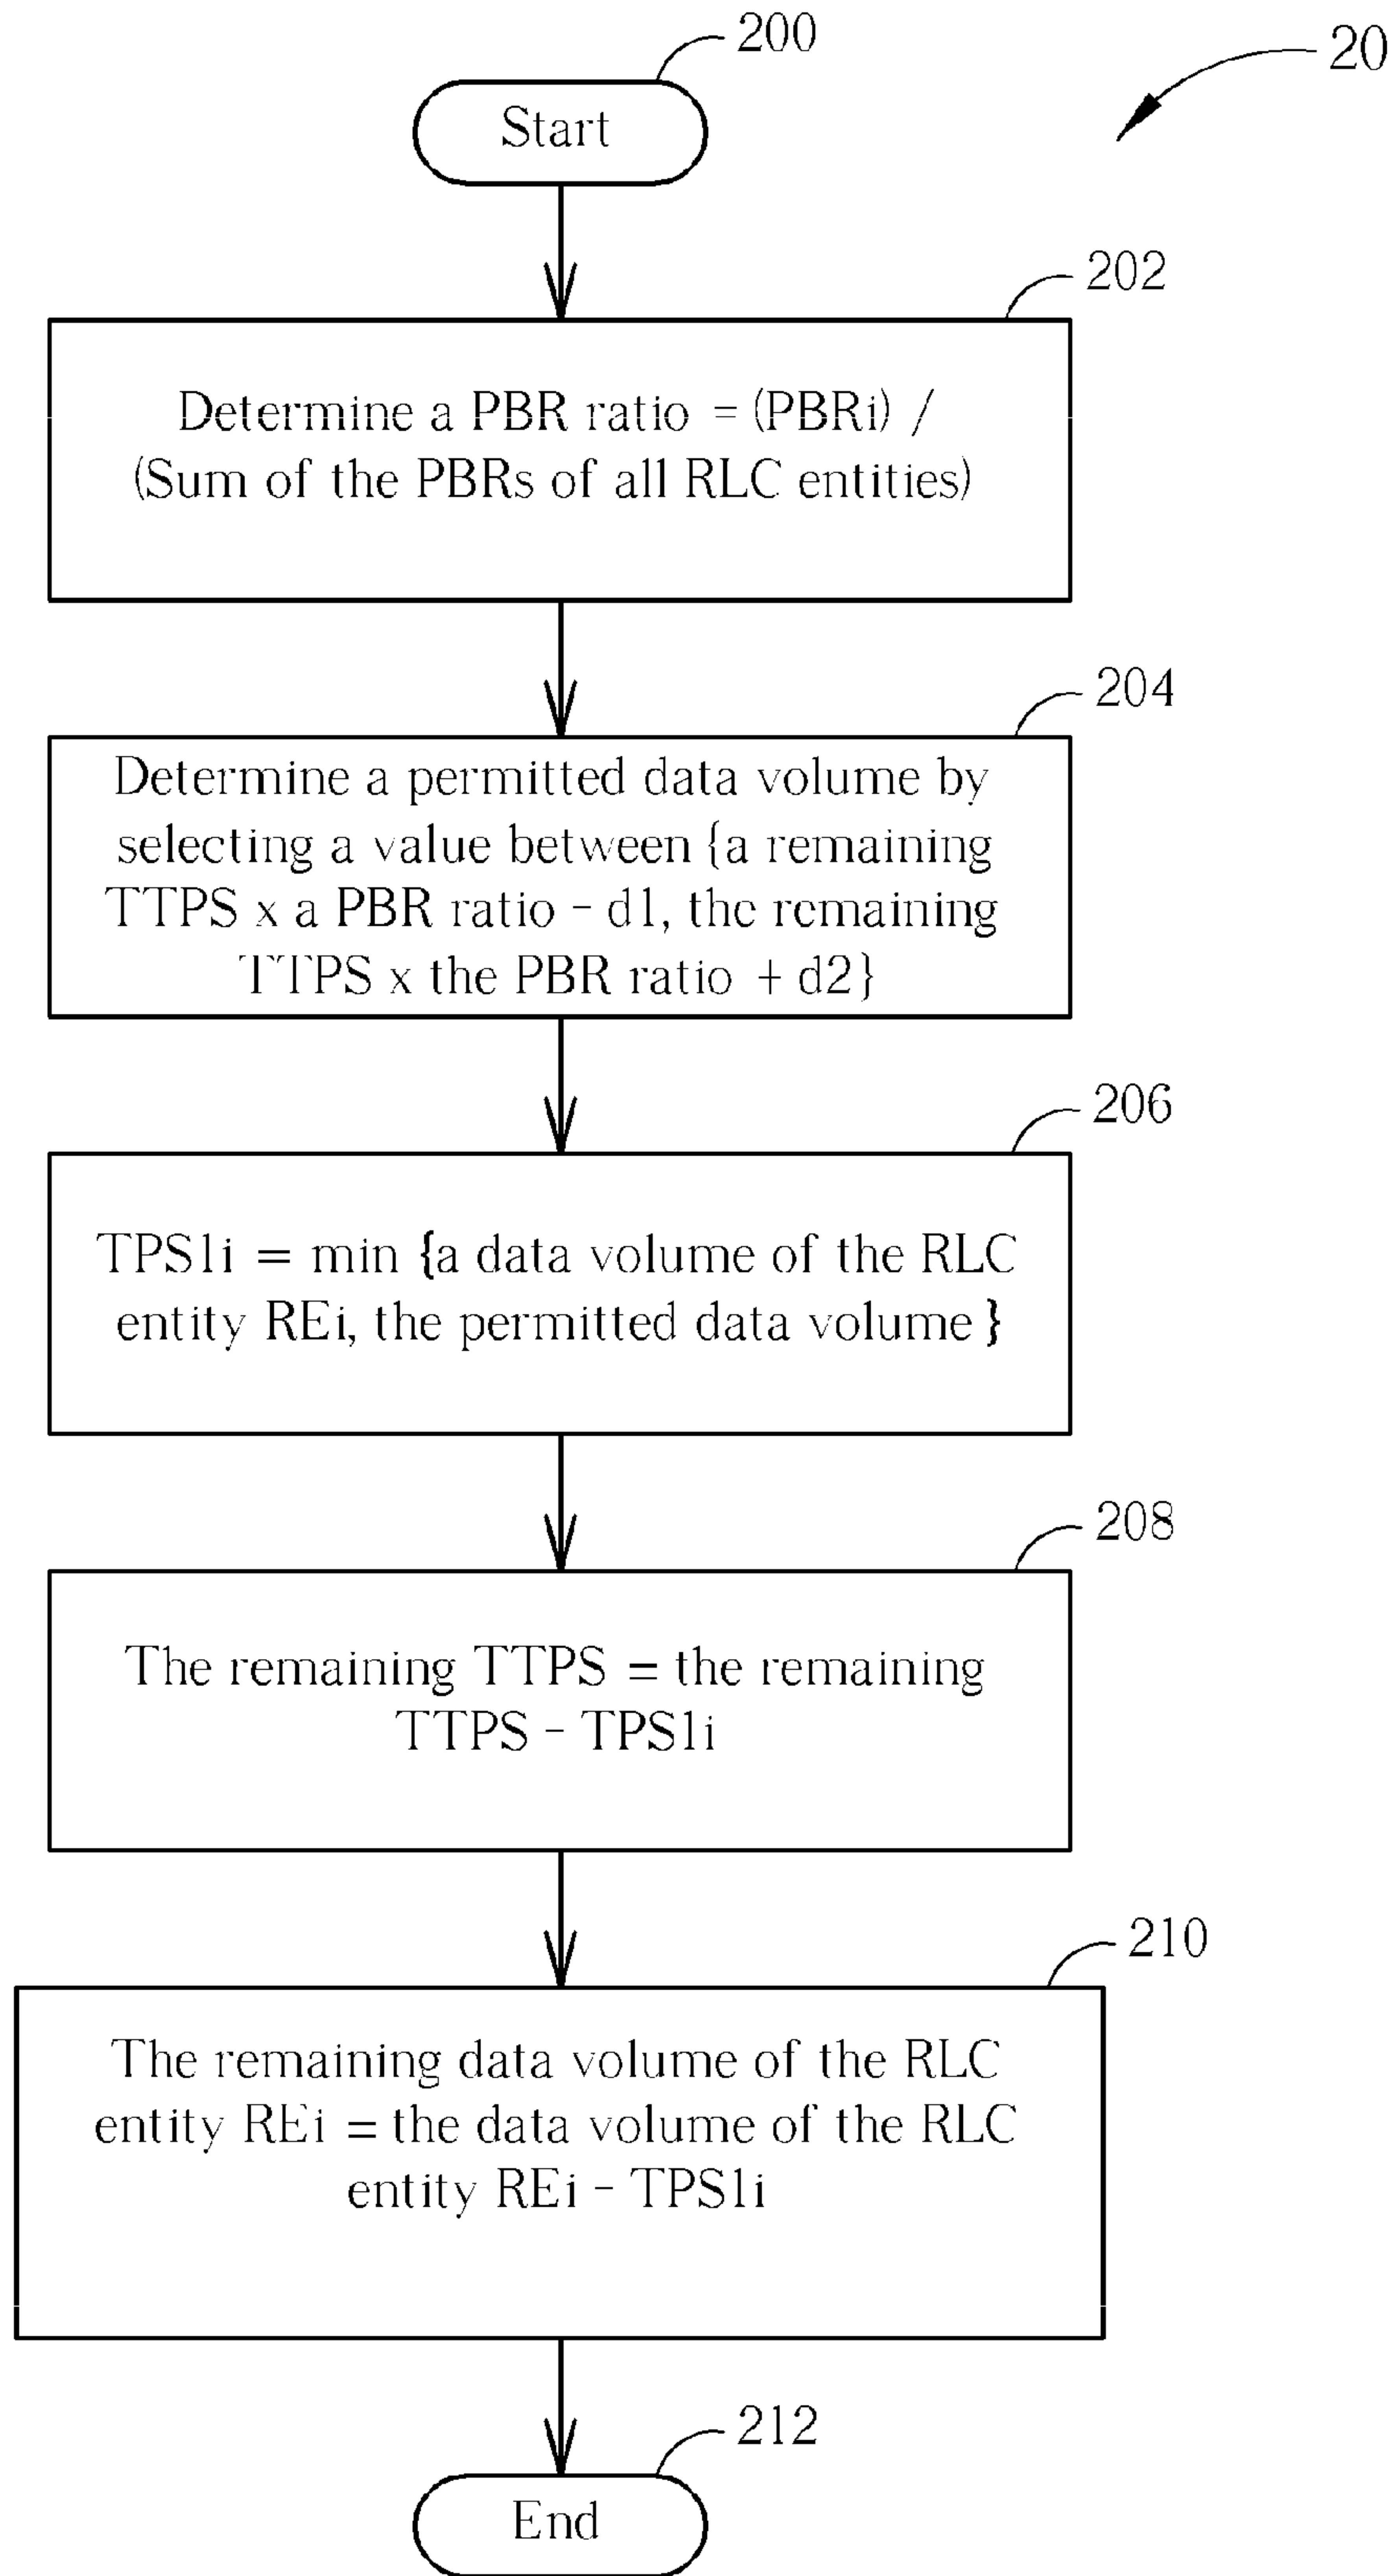 200
20
Start
202
Determine a PBR ratio = (PBRi) /
(Sum of the PBRs of all RLC entities)
204
Determine a permitted data volume by
selecting a value between {a remaining
TTPS x a PBR ratio - d1, the remaining
TTPS x the PBR ratio + d2}
206
TPS1i = min {a data volume of the RLC
entity REi, the permitted data volume}
208
The remaining TTPS = the remaining
TTPS - TPS1i
210
The remaining data volume of the RLC
entity REi = the data volume of the RLC
entity REi - TPS1i
212
End